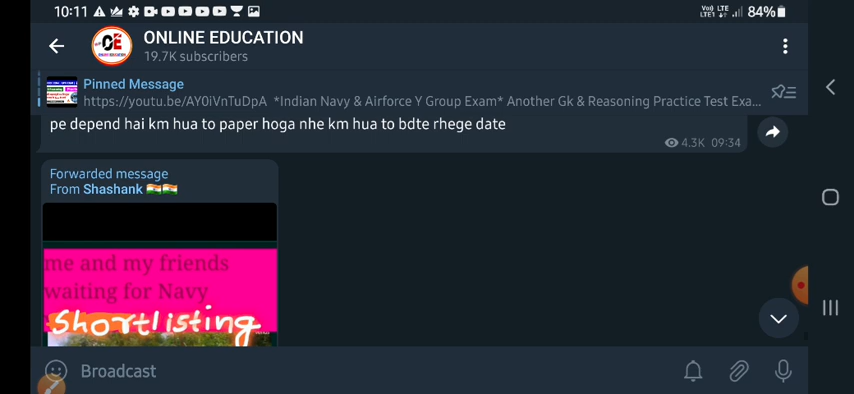 10:11
84%
ONLINE EDUCATION
19.7K subscribers
Pinned Message
https://youtu.be/AY0iVnTuDpA *Indian Navy & Airforce Y Group Exam* Another Gk & Reasoning Practice Test Exa...
pe depend hai km hua to paper hoga nhe km hua to bdte rhege date
4.3K 09:34
Forwarded message
From Shashank
me and my friends
waiting for Navy
Shortlisting
Broadcast